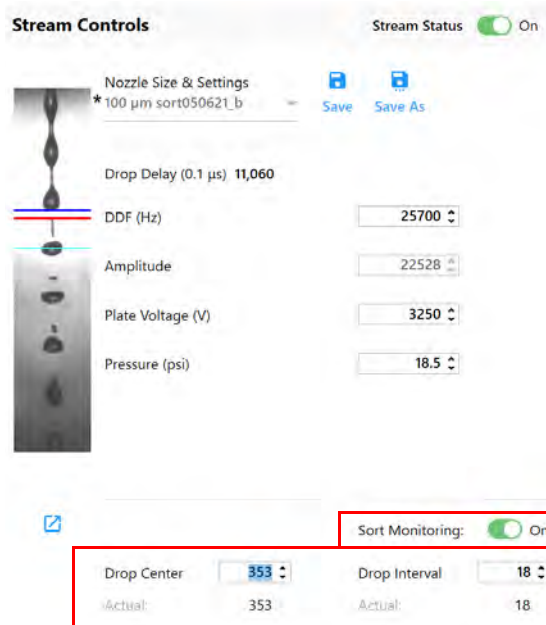 Stream Controls Stream Status On
Nozzle Size & Settings
*100 µm sort050621_b
Save Save As
Drop Delay (0.1 µs) 11,060
DDF (Hz) 25700
Amplitude 22528
Plate Voltage (V) 3250
Pressure (psi) 18.5
Sort Monitoring: On
Drop Center 353 Drop Interval 18
Actual: 353 Actual: 18